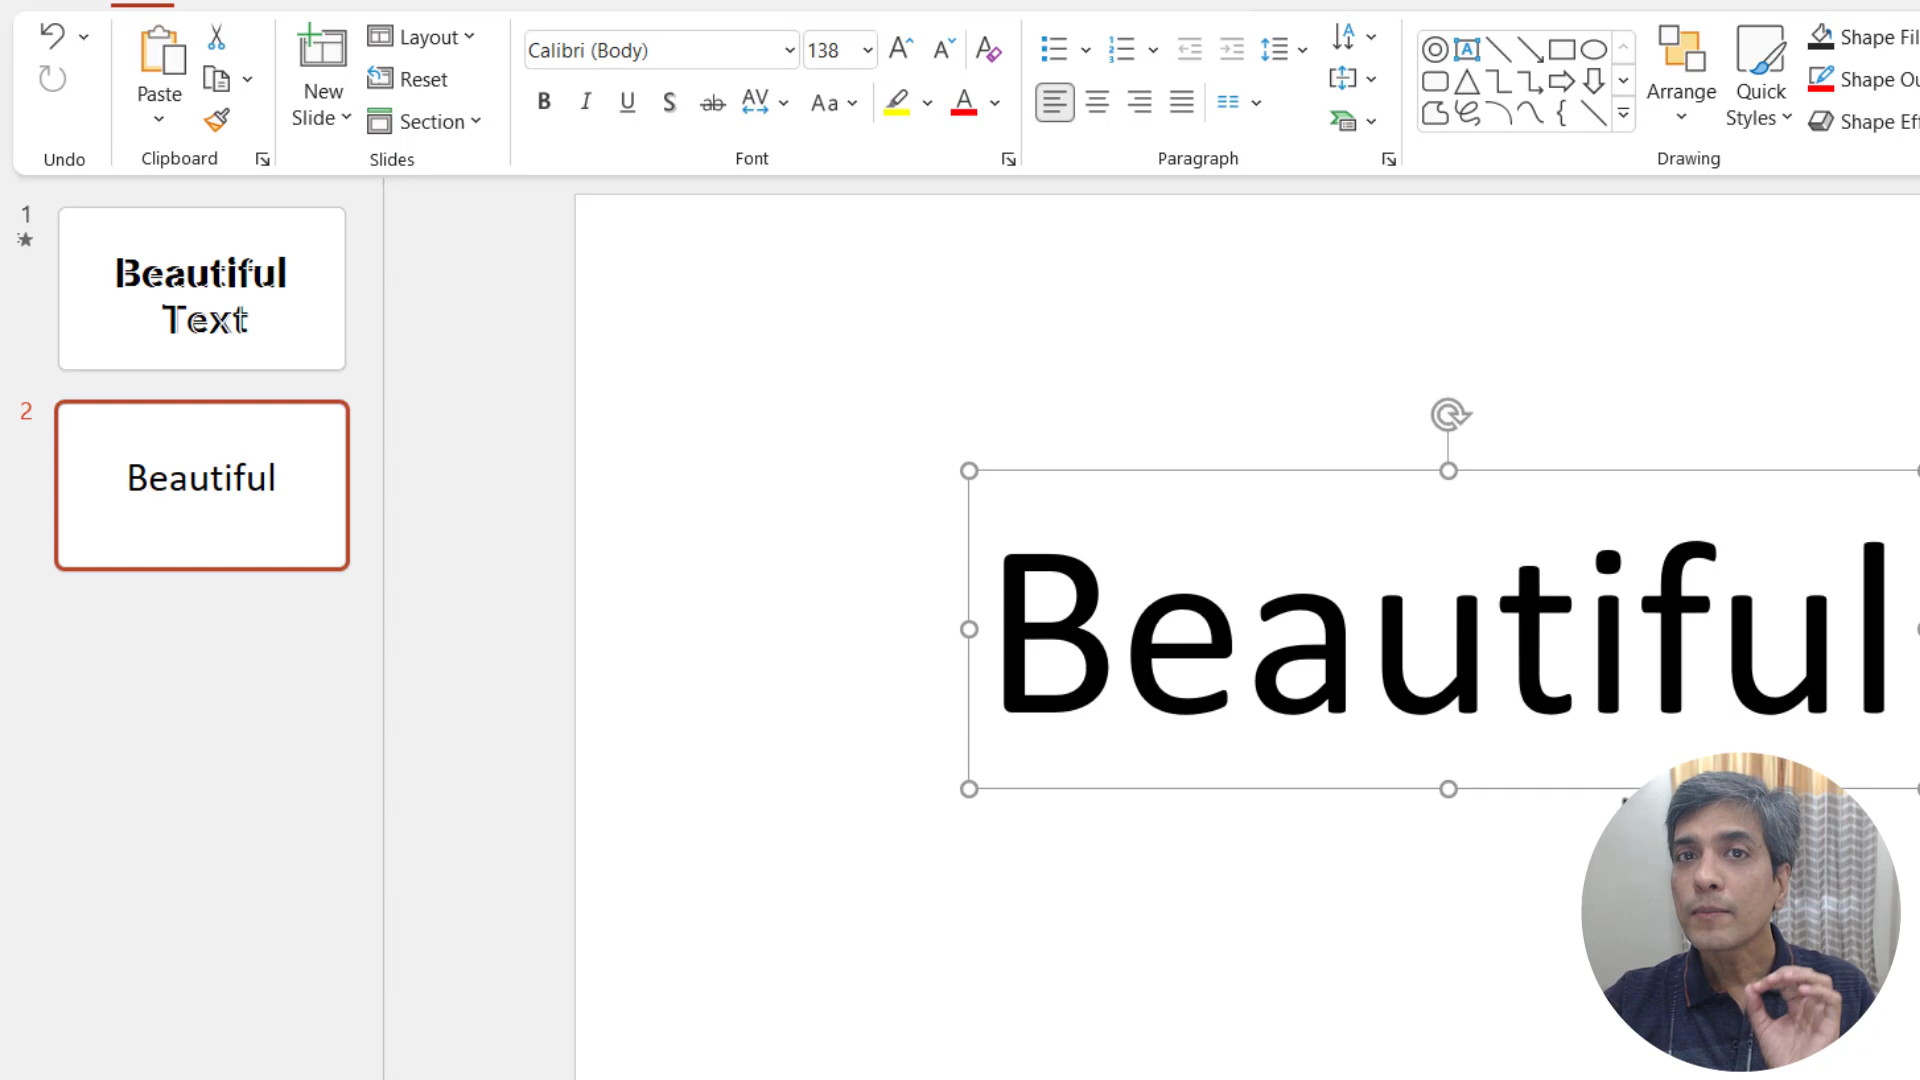 Paste
New
Slide
Layout
Reset
Section
Calibri (Body)
138
B I U S ab AV Aa A
Arrange
Quick
Styles
Shape Fil
Shape Ou
Shape Eff
Undo
Clipboard
Slides
Font
Paragraph
Drawing
1
Beautiful
Text
2
Beautiful
Beautiful